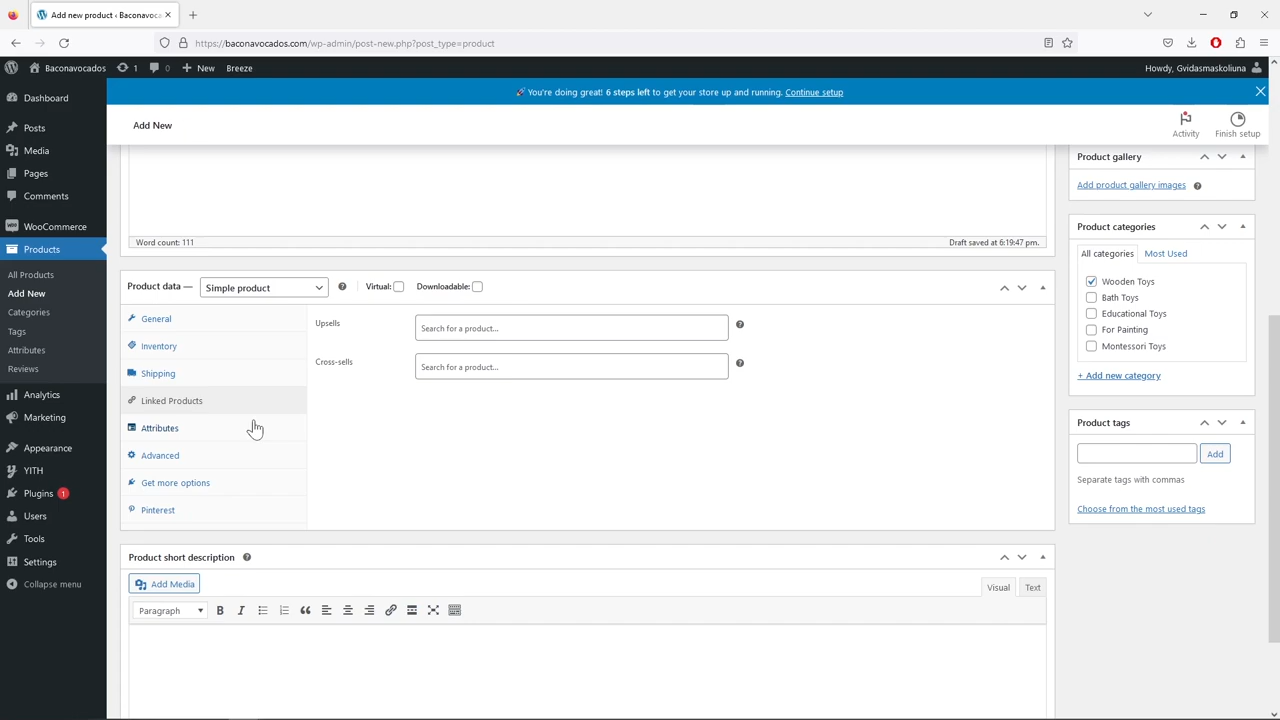 Add new product ‹ Baconavoca
https://baconavocados.com/wp-admin/post-new.php?post_type=product
Baconavocados
1
0
New
Breeze
Howdy, Gvidasmaskoliuna
Dashboard
Posts
Media
Pages
Comments
WooCommerce
Products
All Products
Add New
Categories
Tags
Attributes
Reviews
Analytics
Marketing
Appearance
YITH
Plugins 1
Users
Tools
Settings
Collapse menu
🚀 You're doing great! 6 steps left to get your store up and running. Continue setup
Add New
Activity
Finish setup
Word count: 111
Draft saved at 6:19:47 pm.
Product data —
Simple product
Virtual:
Downloadable:
General
Inventory
Shipping
Linked Products
Attributes
Advanced
Get more options
Pinterest
Upsells
Search for a product...
Cross-sells
Search for a product...
Product short description
Add Media
Visual
Text
Paragraph
Product gallery
Add product gallery images
Product categories
All categories
Most Used
Wooden Toys
Bath Toys
Educational Toys
For Painting
Montessori Toys
+ Add new category
Product tags
Add
Separate tags with commas
Choose from the most used tags